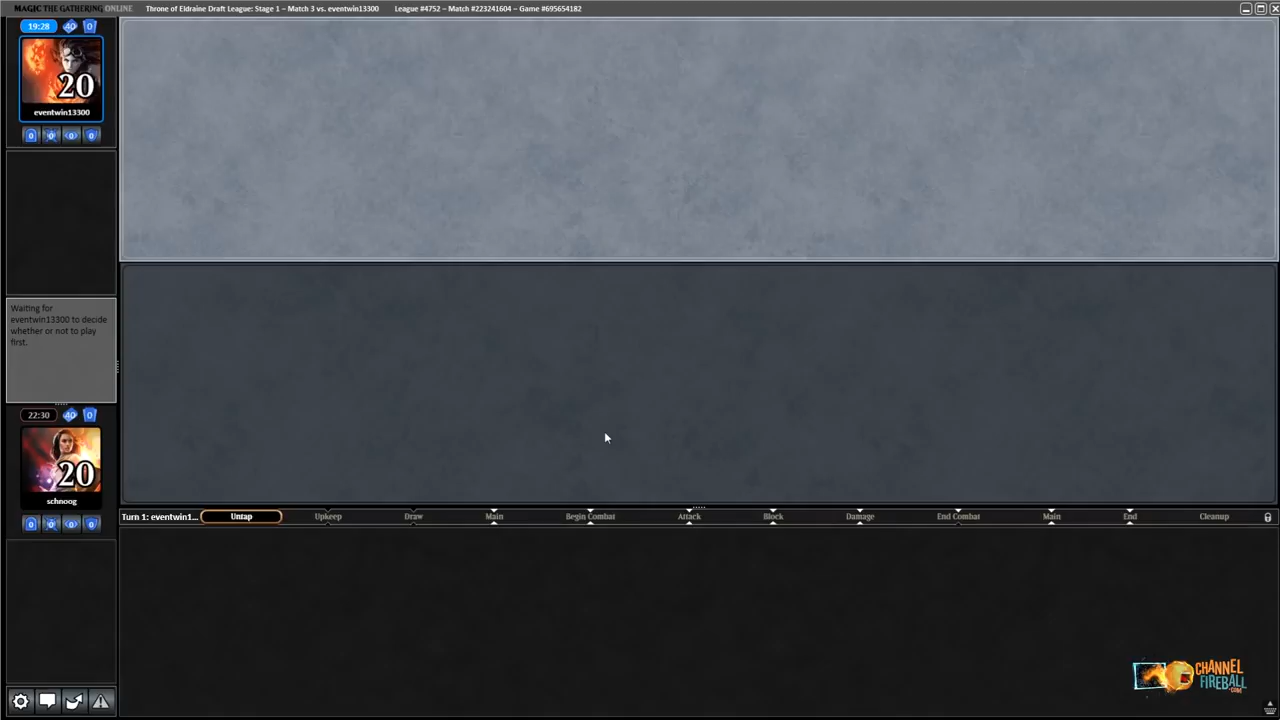 MAGIC THE GATHERING ONLINE Throne of Eldraine Draft League: Stage 1 – Match 3 vs. eventwin13300 League #4752 – Match #223241604 – Game #695654182
19:28 40 0
20
eventwin13300
0 0 0 0
Waiting for
eventwin13300 to decide
whether or not to play
first.
22:30 40 0
20
schnoog
0 0 0 0
Turn 1: eventwin1... Untap Upkeep Draw Main Begin Combat Attack Block Damage End Combat Main End Cleanup
CHANNEL
FIREBALL
.COM